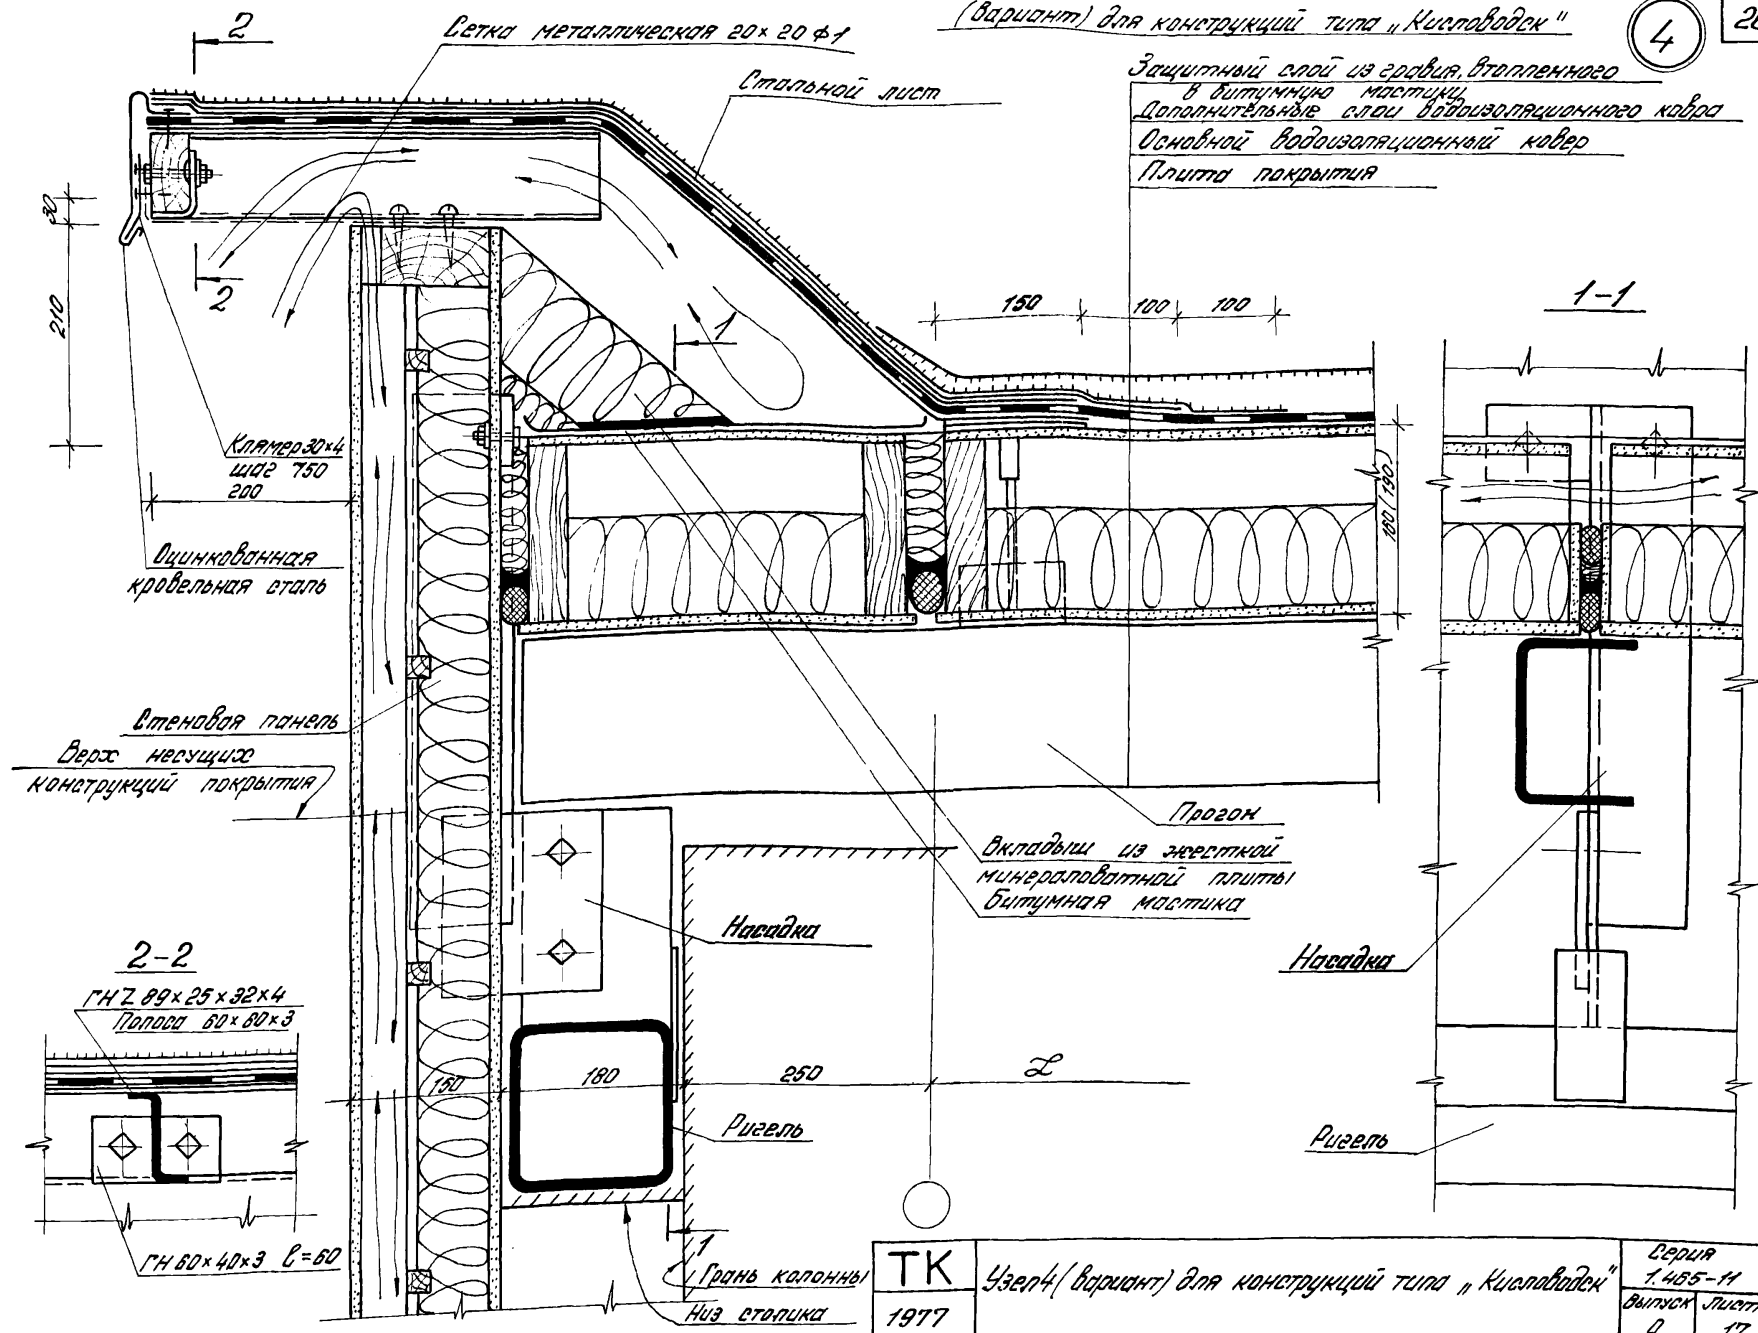 (вариант) для конструкций типа „Кисловодск"
4
2
Сетка металлическая 20×20 ф1
Стальной лист
Защитный слой из гравия, втопленного
в битумную мастику
Дополнительные слои водоизоляционного ковра
Основной водоизоляционный ковер
Плита покрытия
30
210
2
1
150
100
100
1-1
Клямер 30×4
шаг 750
200
160(190)
Оцинкованная
кровельная сталь
Стеновая панель
Верх несущих
конструкций покрытия
Прогон
Вкладыши из жесткой
минераловатной плиты
Битумная мастика
Насадка
Насадка
2-2
ГН Z 89×25×32×4
Полоса 60×60×3
150
180
250
Ригель
Ригель
ГН 60×40×3 ℓ=60
1
Грань колонны
Низ столика
ТК
1977
Узел 4 (вариант) для конструкций типа „Кисловодск"
Серия
1.465-11
Выпуск
Лист
0
17